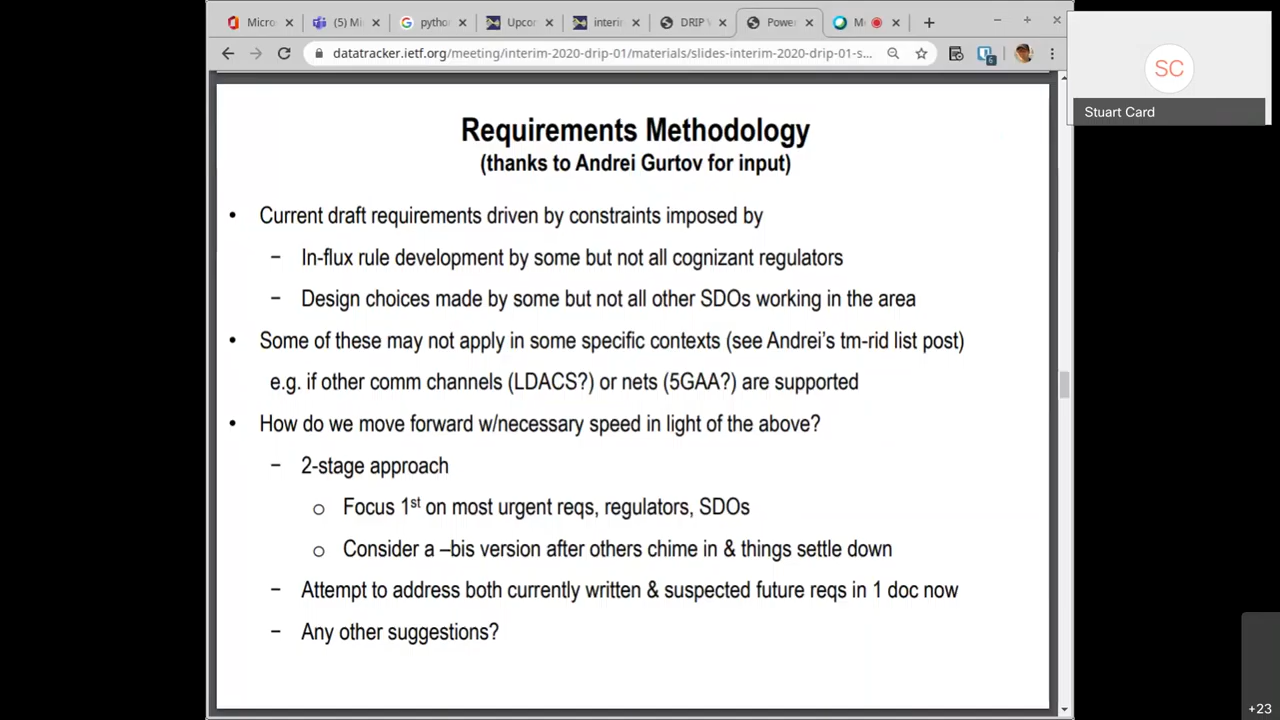 Micro
(5) Mi
python
Upcon
interin
DRIP V
Power
M
datatracker.ietf.org/meeting/interim-2020-drip-01/materials/slides-interim-2020-drip-01-s...
6
SC
Stuart Card
Requirements Methodology
(thanks to Andrei Gurtov for input)
• Current draft requirements driven by constraints imposed by
− In-flux rule development by some but not all cognizant regulators
− Design choices made by some but not all other SDOs working in the area
• Some of these may not apply in some specific contexts (see Andrei's tm-rid list post)
e.g. if other comm channels (LDACS?) or nets (5GAA?) are supported
• How do we move forward w/necessary speed in light of the above?
− 2-stage approach
o Focus 1st on most urgent reqs, regulators, SDOs
o Consider a –bis version after others chime in & things settle down
− Attempt to address both currently written & suspected future reqs in 1 doc now
− Any other suggestions?
+23